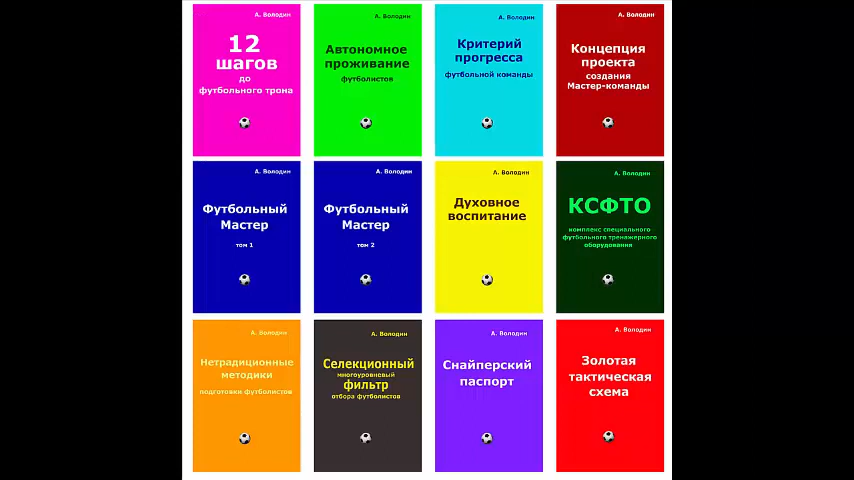 А. Володин
12
шагов
до
футбольного трона
А. Володин
Автономное
проживание
футболистов
А. Володин
Критерий
прогресса
футбольной команды
А. Володин
Концепция
проекта
создания
Мастер-команды
А. Володин
Футбольный
Мастер
том 1
А. Володин
Футбольный
Мастер
том 2
А. Володин
Духовное
воспитание
А. Володин
КСФТО
комплекс специального
футбольного тренажерного
оборудования
А. Володин
Нетрадиционные
методики
подготовки футболистов
А. Володин
Селекционный
многоуровневый
фильтр
отбора футболистов
А. Володин
Снайперский
паспорт
А. Володин
Золотая
тактическая
схема